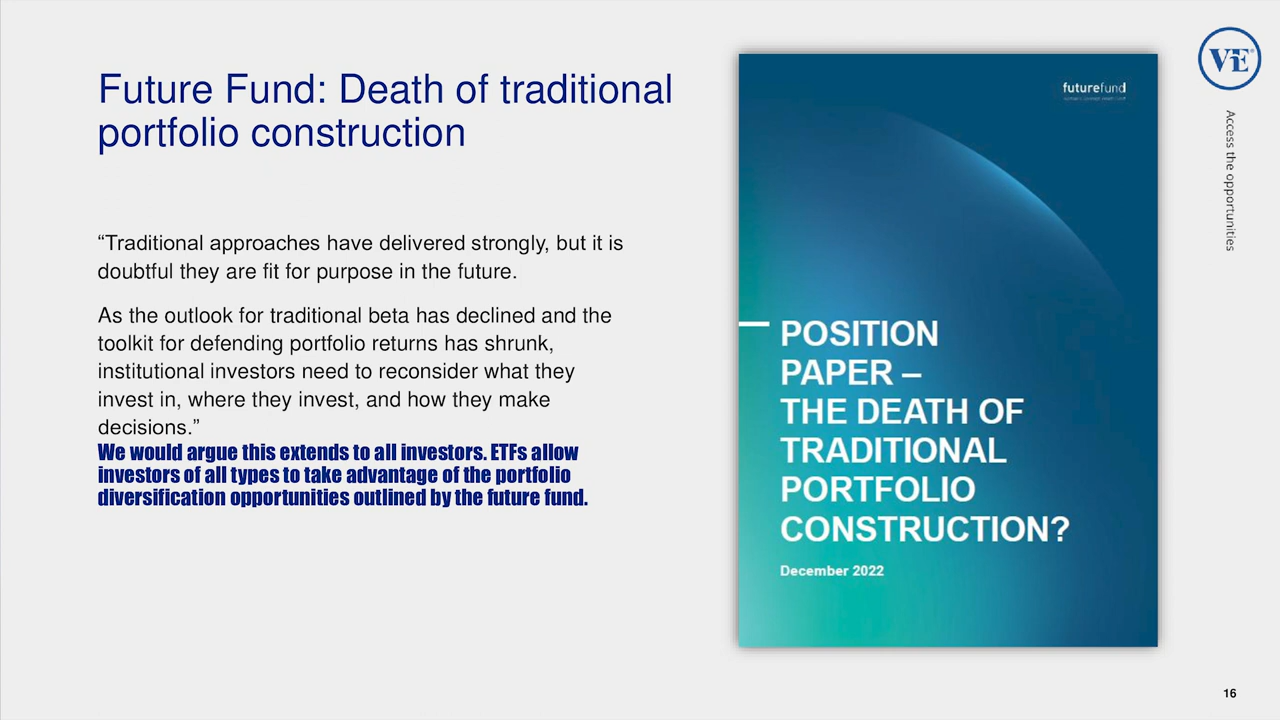 Future Fund: Death of traditional
portfolio construction
“Traditional approaches have delivered strongly, but it is
doubtful they are fit for purpose in the future.
As the outlook for traditional beta has declined and the
toolkit for defending portfolio returns has shrunk,
institutional investors need to reconsider what they
invest in, where they invest, and how they make
decisions.”
We would argue this extends to all investors. ETFs allow
investors of all types to take advantage of the portfolio
diversification opportunities outlined by the future fund.
futurefund
POSITION
PAPER –
THE DEATH OF
TRADITIONAL
PORTFOLIO
CONSTRUCTION?
December 2022
VE®
Access the opportunities
16